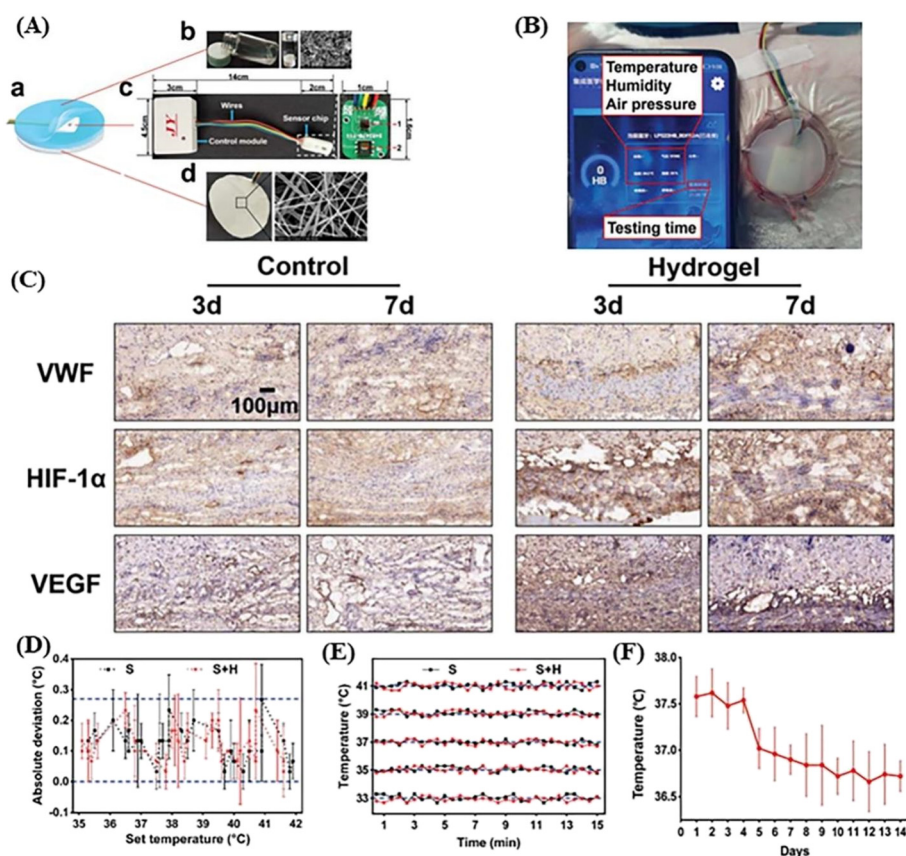 (A)
b
14cm
a
c
3cm
2cm
1cm
Wires
Sensor chip
4.5cm
JY
1.6cm
~1
~2
Control module
d
(B)
Temperature
Humidity
Air pressure
0
HB
Testing time
(C)
Control
Hydrogel
3d
7d
3d
7d
VWF
100μm
HIF-1α
VEGF
(D)
S
S+H
Absolute deviation (°C)
0.4
0.3
0.2
0.1
0.0
-0.1
35 36 37 38 39 40 41 42
Set temperature (°C)
(E)
S
S+H
Temperature (°C)
41
39
37
35
33
1 3 5 7 9 11 13 15
Time (min)
(F)
Temperature (°C)
38.0
37.5
37.0
36.5
0 1 2 3 4 5 6 7 8 9 10 11 12 13 14
Days